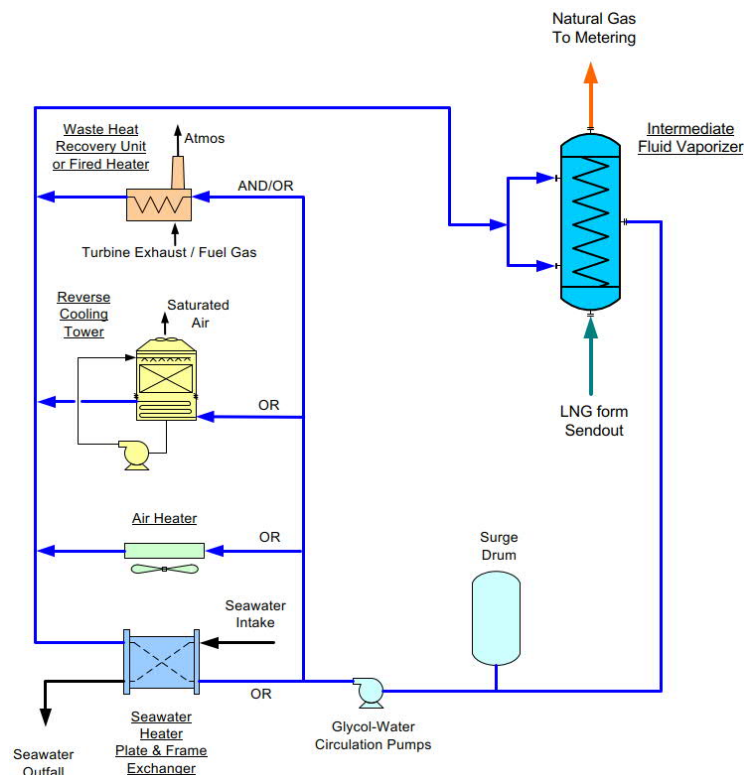 Natural Gas
To Metering
Intermediate
Fluid Vaporizer
Waste Heat
Recovery Unit
or Fired Heater
Atmos
AND/OR
Turbine Exhaust / Fuel Gas
Reverse
Cooling
Tower
Saturated
Air
OR
LNG form
Sendout
Air Heater
OR
Surge
Drum
Seawater
Intake
OR
Glycol-Water
Circulation Pumps
Seawater
Heater
Plate & Frame
Exchanger
Seawater
Outfall